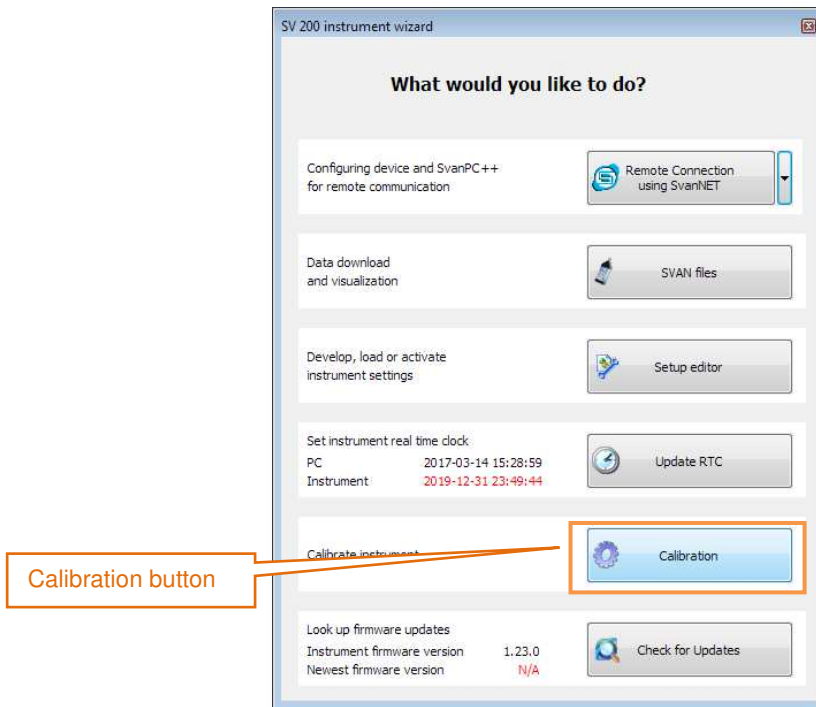 SV 200 instrument wizard
What would you like to do?
Configuring device and SvanPC++
for remote communication
Remote Connection
using SvanNET
Data download
and visualization
SVAN files
Develop, load or activate
instrument settings
Setup editor
Set instrument real time clock
PC 2017-03-14 15:28:59
Instrument 2019-12-31 23:49:44
Update RTC
Calibrate instrument
Calibration
Calibration button
Look up firmware updates
Instrument firmware version 1.23.0
Newest firmware version N/A
Check for Updates